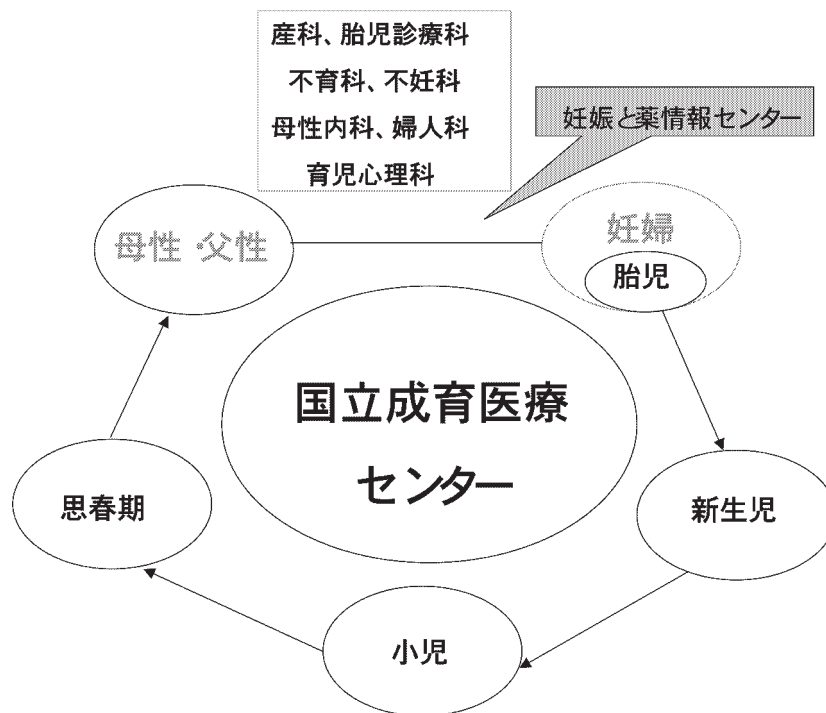 産科、胎児診療科
不育科、不妊科
母性内科、婦人科
育児心理科
妊娠と薬情報センター
母性・父性
妊婦
胎児
国立成育医療
センター
思春期
新生児
小児